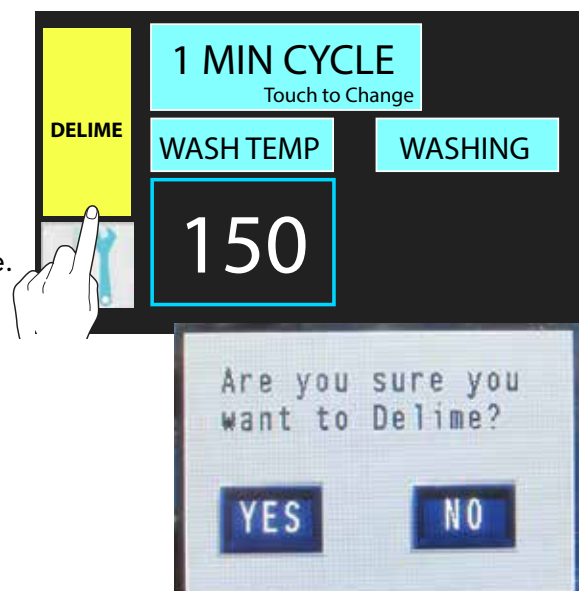 1 MIN CYCLE
Touch to Change
DELIME
WASH TEMP
WASHING
150
e.
Are you sure you
want to Delime?
YES
NO